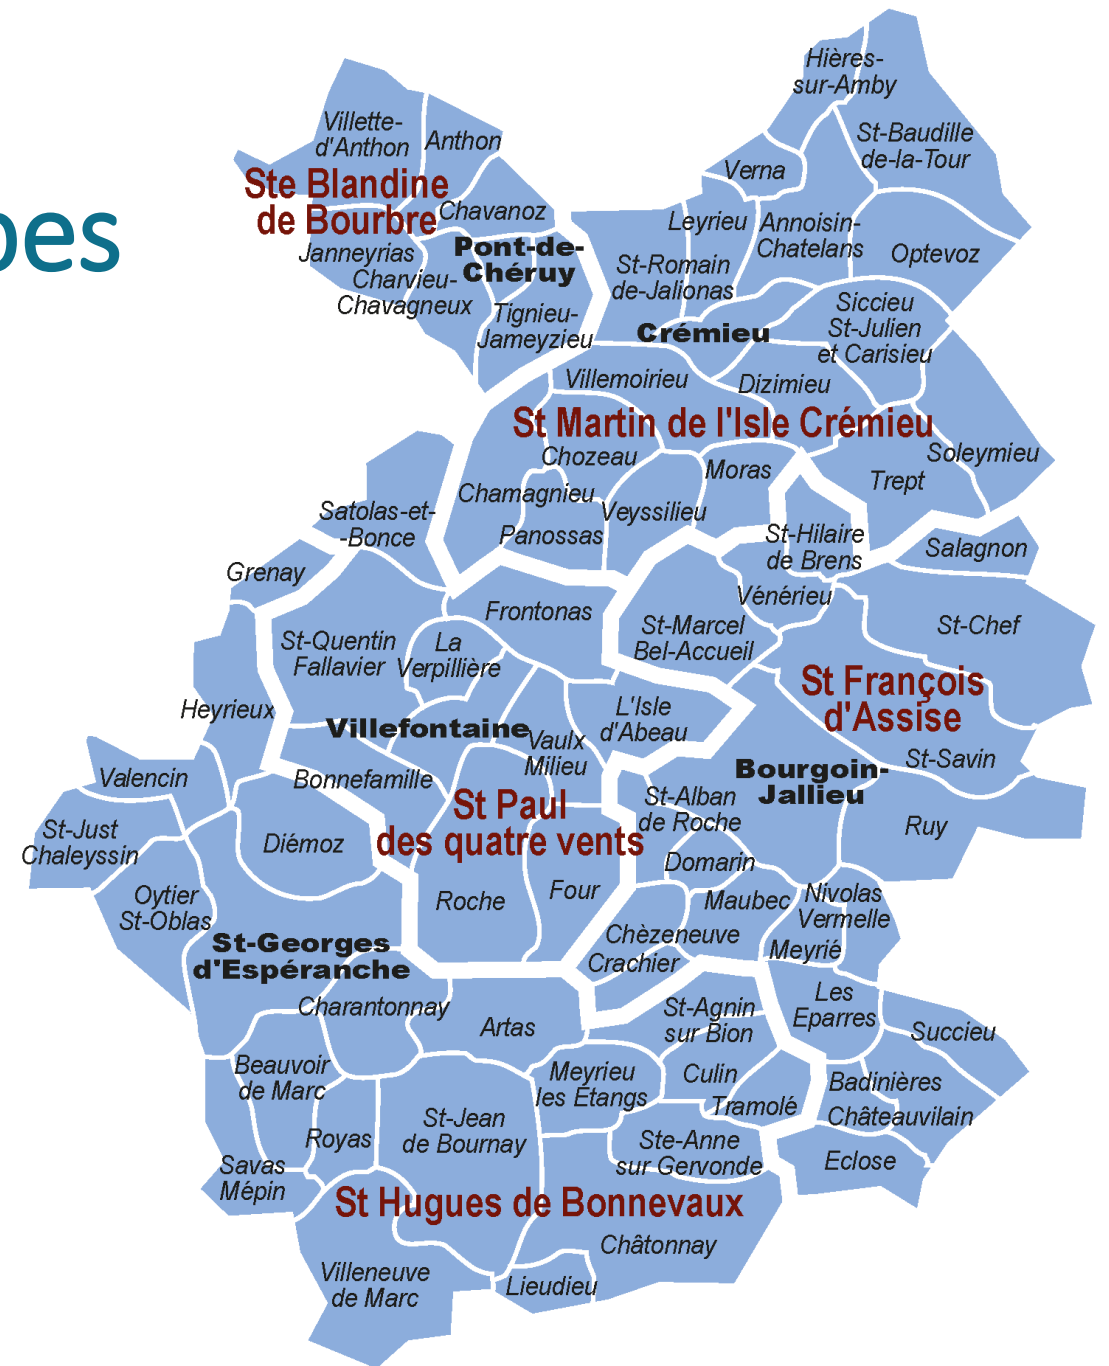 Hières-
sur-Amby
Villette-
d'Anthon
Anthon
St-Baudille
de-la-Tour
Verna
Ste Blandine
de Bourbre
Chavanoz
Leyrieu
Annoisin-
Chatelans
Optevoz
pes
Janneyrias
Pont-de-
Chéruy
Charvieu-
Chavagneux
St-Romain
de-Jalionas
Tignieu-
Jameyzieu
Siccieu
St-Julien
et Carisieu
Crémieu
Villemoirieu
Dizimieu
St Martin de l'Isle Crémieu
Chozeau
Moras
Soleymieu
Trept
Chamagnieu
Panossas
Veyssilieu
Satolas-et-
-Bonce
St-Hilaire
de Brens
Salagnon
Grenay
Frontonas
Vénérieu
St-Quentin
Fallavier
La
Verpillière
St-Marcel
Bel-Accueil
St-Chef
St François
d'Assise
Heyrieux
L'Isle
d'Abeau
Villefontaine
Vaulx
Milieu
St-Savin
Valencin
Bonnefamille
Bourgoin-
Jallieu
St Paul
des quatre vents
St-Alban
de Roche
St-Just
Chaleyssin
Diémoz
Ruy
Domarin
Oytier
St-Oblas
Roche
Four
Maubec
Nivolas
Vermelle
St-Georges
d'Espéranche
Chèzeneuve
Meyrié
Crachier
Charantonnay
Artas
St-Agnin
sur Bion
Les
Eparres
Succieu
Beauvoir
de Marc
Meyrieu
les Etangs
Culin
Badinières
Tramolé
Châteauvilain
St-Jean
de Bournay
Royas
Ste-Anne
sur Gervonde
Eclose
Savas
Mépin
St Hugues de Bonnevaux
Châtonnay
Villeneuve
de Marc
Lieudieu